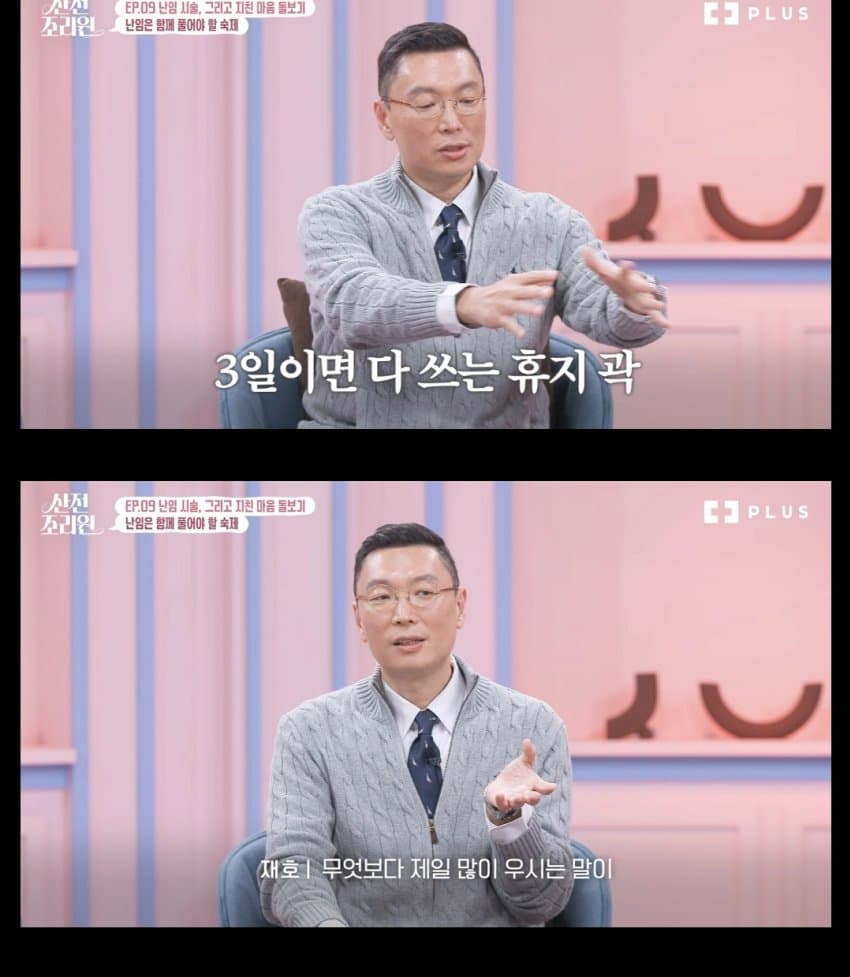 산전
조리원
EP.09 난임 시술, 그리고 지친 마음 돌보기
난임은 함께 풀어야 할 숙제
PLUS
3일이면 다 쓰는 휴지 곽
산전
조리원
EP.09 난임 시술, 그리고 지친 마음 돌보기
난임은 함께 풀어야 할 숙제
PLUS
재호 | 무엇보다 제일 많이 우시는 말이